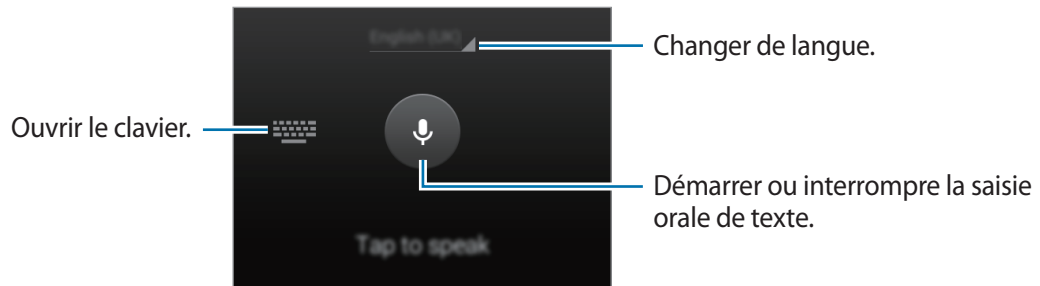 English (UK)
Changer de langue.
Ouvrir le clavier.
Démarrer ou interrompre la saisie
orale de texte.
Tap to speak